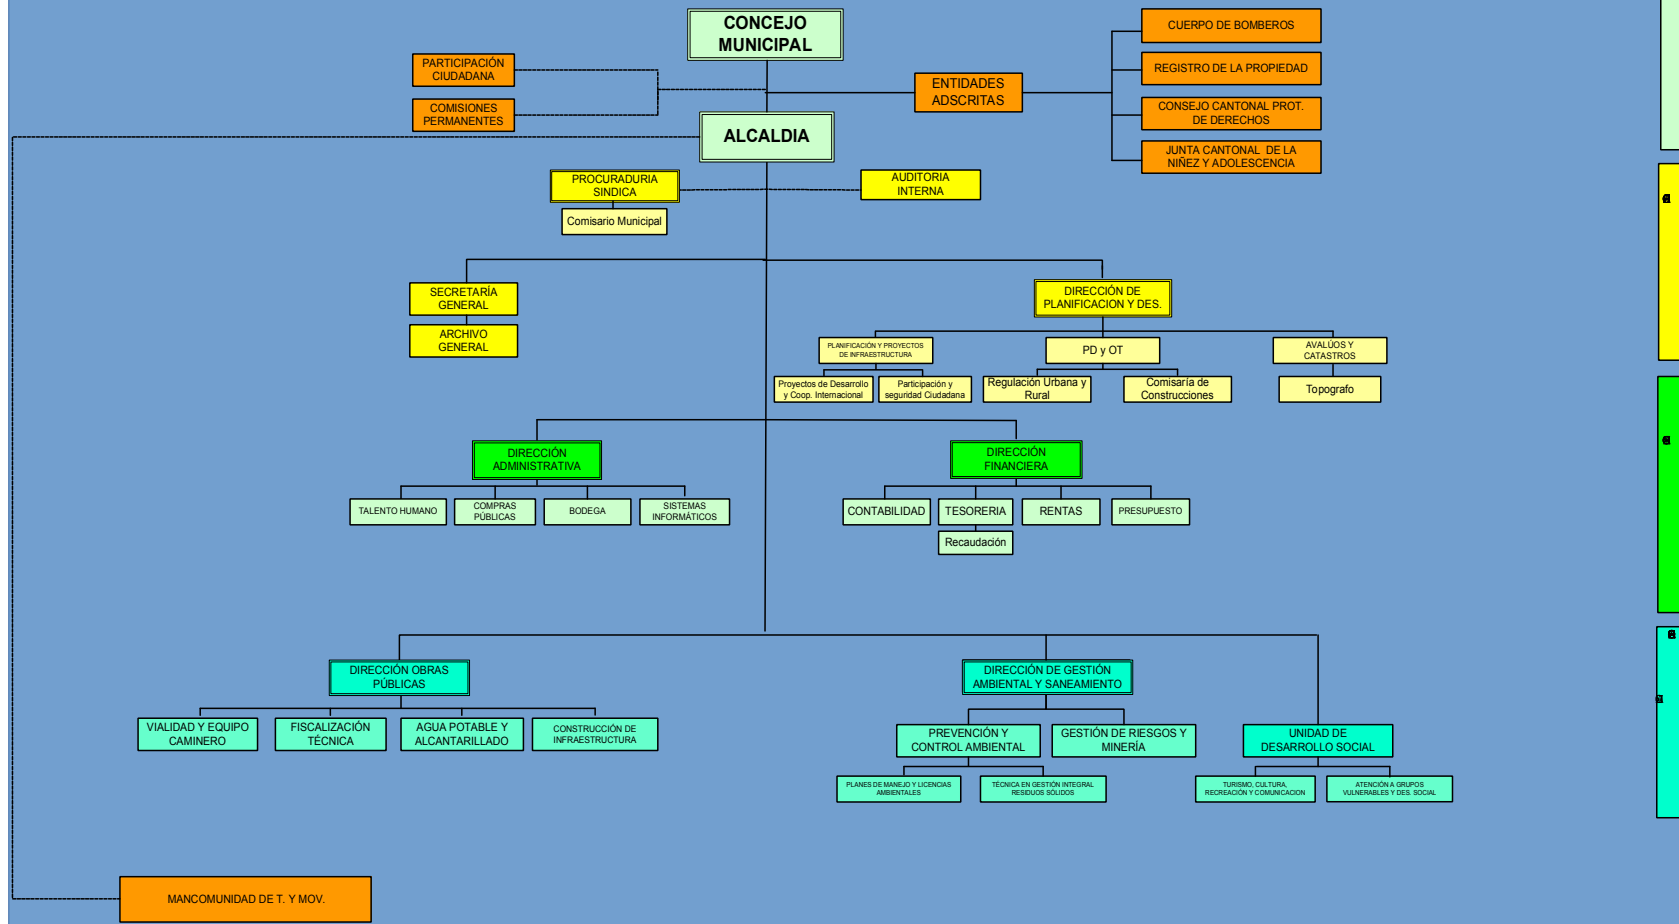 CONCEJO
MUNICIPAL
CUERPO DE BOMBEROS
PARTICIPACIÓN
CIUDADANA
REGISTRO DE LA PROPIEDAD
ENTIDADES
ADSCRITAS
COMISIONES
PERMANENTES
CONSEJO CANTONAL PROT.
DE DERECHOS
ALCALDIA
JUNTA CANTONAL DE LA
NIÑEZ Y ADOLESCENCIA
PROCURADURIA
SINDICA
AUDITORIA
INTERNA
Comisario Municipal
SECRETARÍA
GENERAL
DIRECCIÓN DE
PLANIFICACION Y DES.
ARCHIVO
GENERAL
PLANIFICACIÓN Y PROYECTOS
DE INFRAESTRUCTURA
PD y OT
AVALÚOS Y
CATASTROS
Proyectos de Desarrollo
y Coop. Internacional
Participación y
seguridad Ciudadana
Regulación Urbana y
Rural
Comisaría de
Construcciones
Topografo
DIRECCIÓN
ADMINISTRATIVA
DIRECCIÓN
FINANCIERA
TALENTO HUMANO
COMPRAS
PÚBLICAS
BODEGA
SISTEMAS
INFORMÁTICOS
CONTABILIDAD
TESORERIA
RENTAS
PRESUPUESTO
Recaudación
DIRECCIÓN OBRAS
PÚBLICAS
DIRECCIÓN DE GESTIÓN
AMBIENTAL Y SANEAMIENTO
VIALIDAD Y EQUIPO
CAMINERO
FISCALIZACIÓN
TÉCNICA
AGUA POTABLE Y
ALCANTARILLADO
CONSTRUCCIÓN DE
INFRAESTRUCTURA
PREVENCIÓN Y
CONTROL AMBIENTAL
GESTIÓN DE RIESGOS Y
MINERÍA
UNIDAD DE
DESARROLLO SOCIAL
PLANES DE MANEJO Y LICENCIAS
AMBIENTALES
TÉCNICA EN GESTIÓN INTEGRAL
RESIDUOS SÓLIDOS
TURISMO, CULTURA,
RECREACIÓN Y COMUNICACION
ATENCIÓN A GRUPOS
VULNERABLES Y DES. SOCIAL
MANCOMUNIDAD DE T. Y MOV.